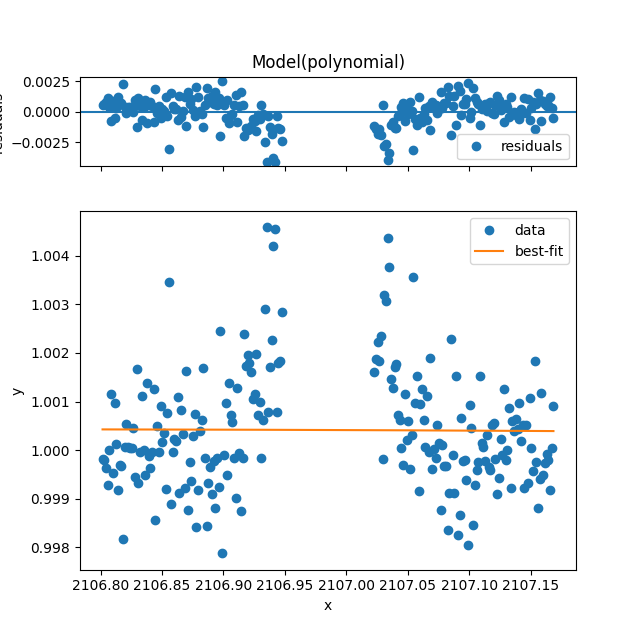 Model(polynomial)
0.0025
0.0000
−0.0025
residuals
residuals
1.004
1.003
1.002
1.001
1.000
0.999
0.998
y
data
best-fit
2106.80 2106.85 2106.90 2106.95 2107.00 2107.05 2107.10 2107.15
x